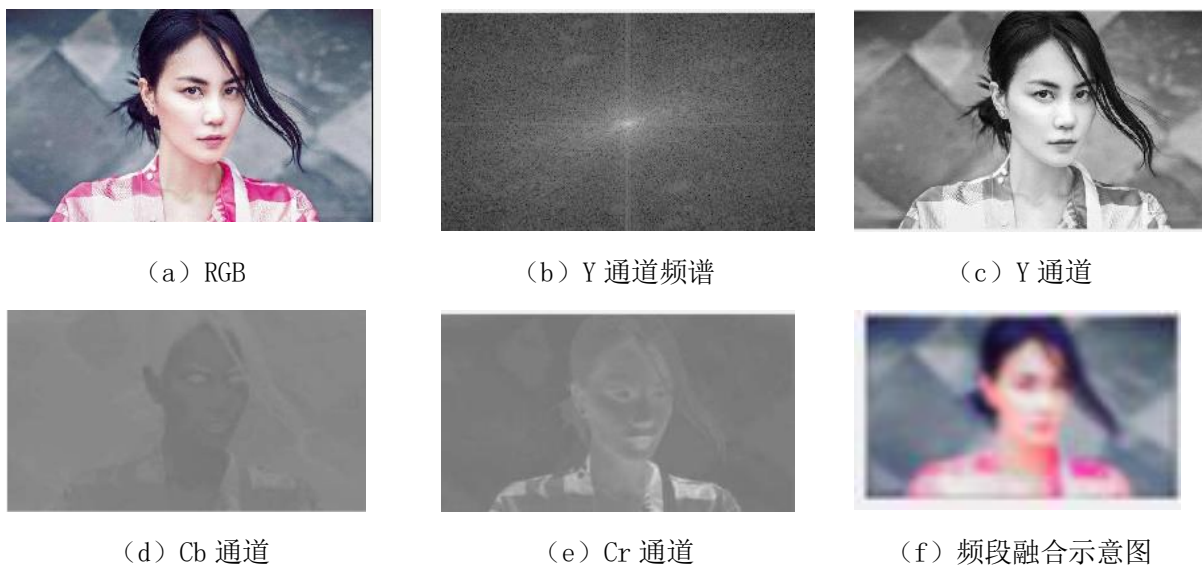 （a）RGB
（b）Y 通道频谱
（c）Y 通道
（d）Cb 通道
（e）Cr 通道
（f）频段融合示意图